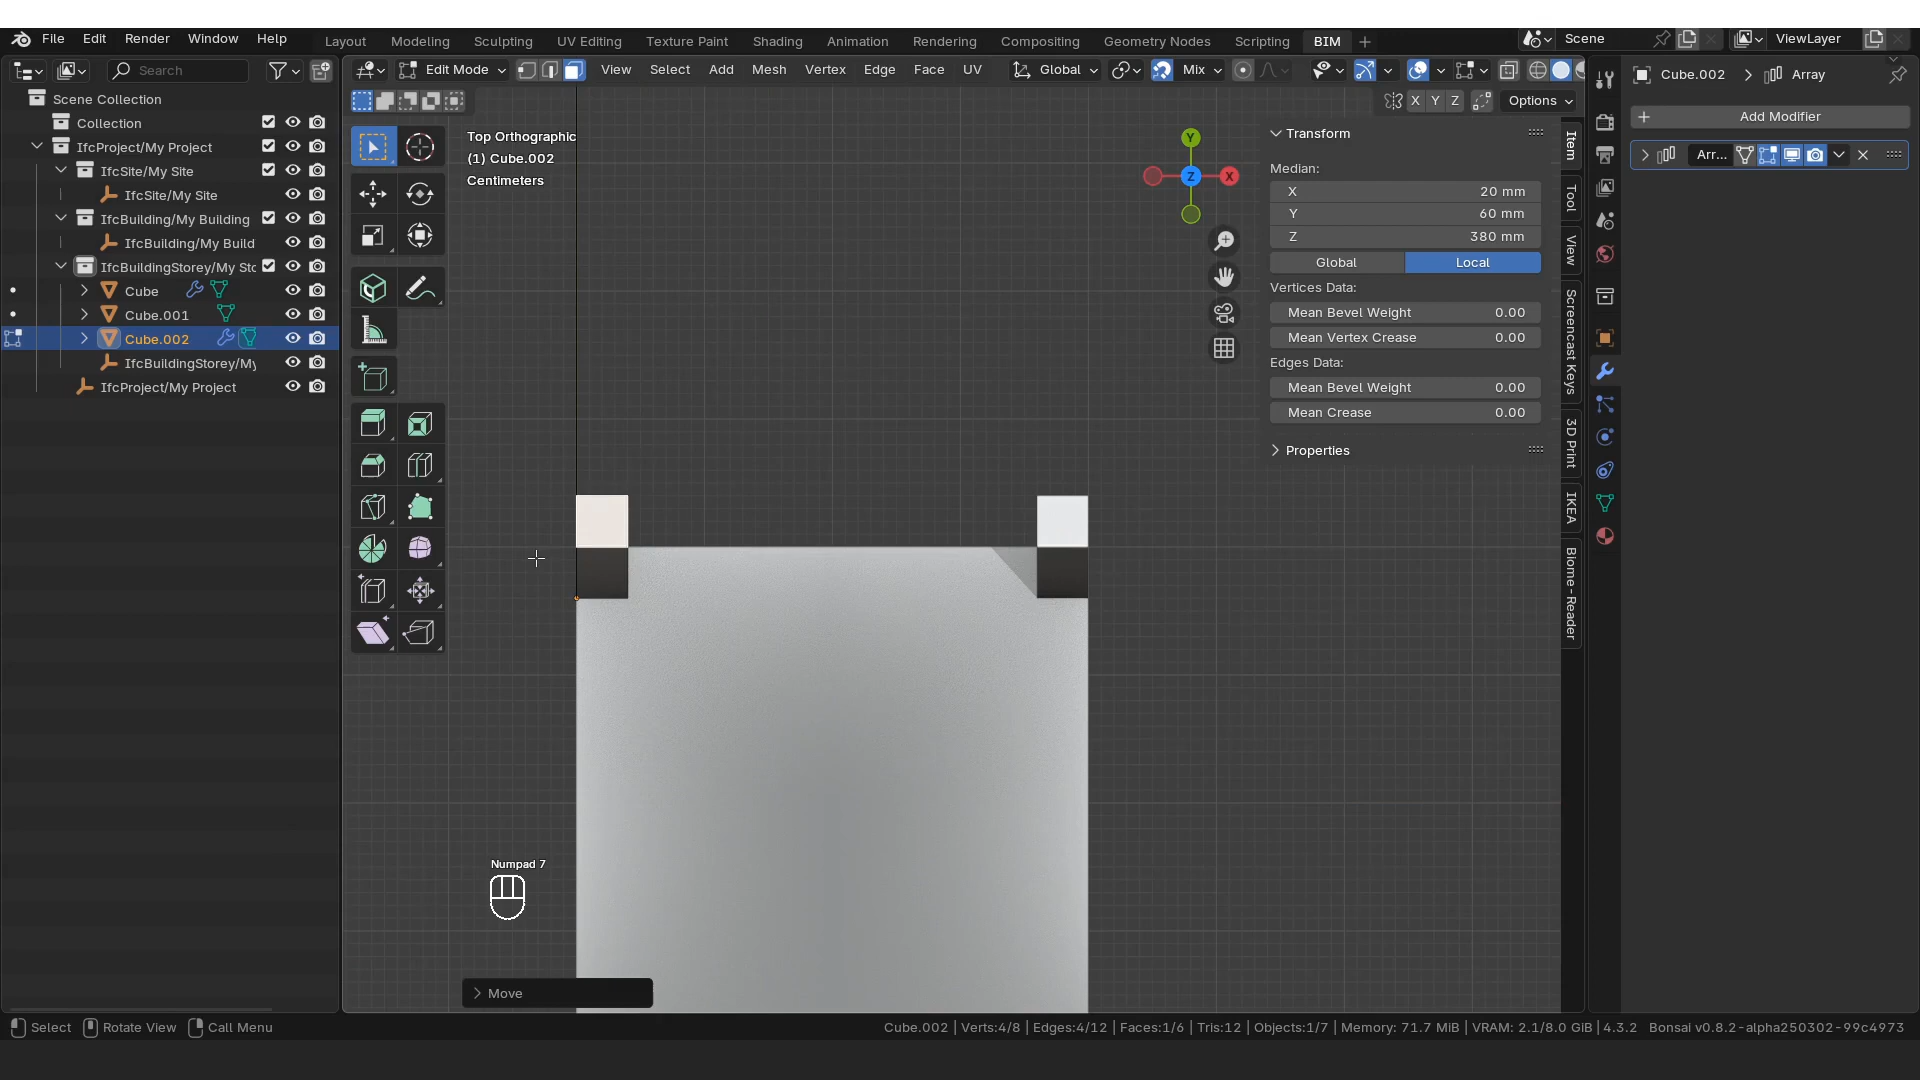 File Edit Render Window Help
Layout Modeling Sculpting UV Editing Texture Paint Shading Animation Rendering Compositing Geometry Nodes Scripting BIM
Scene
ViewLayer
Search
Edit Mode
View Select Add Mesh Vertex Edge Face UV
Global
Mix
X Y Z
Options
Scene Collection
Collection
IfcProject/My Project
IfcSite/My Site
IfcSite/My Site
IfcBuilding/My Building
IfcBuilding/My Build
IfcBuildingStorey/My Sto
Cube
Cube.001
Cube.002
IfcBuildingStorey/My
IfcProject/My Project
Top Orthographic
(1) Cube.002
Centimeters
Y
Z
X
Transform
Median:
X 20 mm
Y 60 mm
Z 380 mm
Global Local
Vertices Data:
Mean Bevel Weight 0.00
Mean Vertex Crease 0.00
Edges Data:
Mean Bevel Weight 0.00
Mean Crease 0.00
Properties
Item
Tool
View
Screencast Keys
3D Print
IKEA
Biome-Reader
Cube.002 Array
Add Modifier
Arr...
Numpad 7
Move
Select Rotate View Call Menu
Cube.002 | Verts:4/8 | Edges:4/12 | Faces:1/6 | Tris:12 | Objects:1/7 | Memory: 71.7 MiB | VRAM: 2.1/8.0 GiB | 4.3.2 Bonsai v0.8.2-alpha250302-99c4973